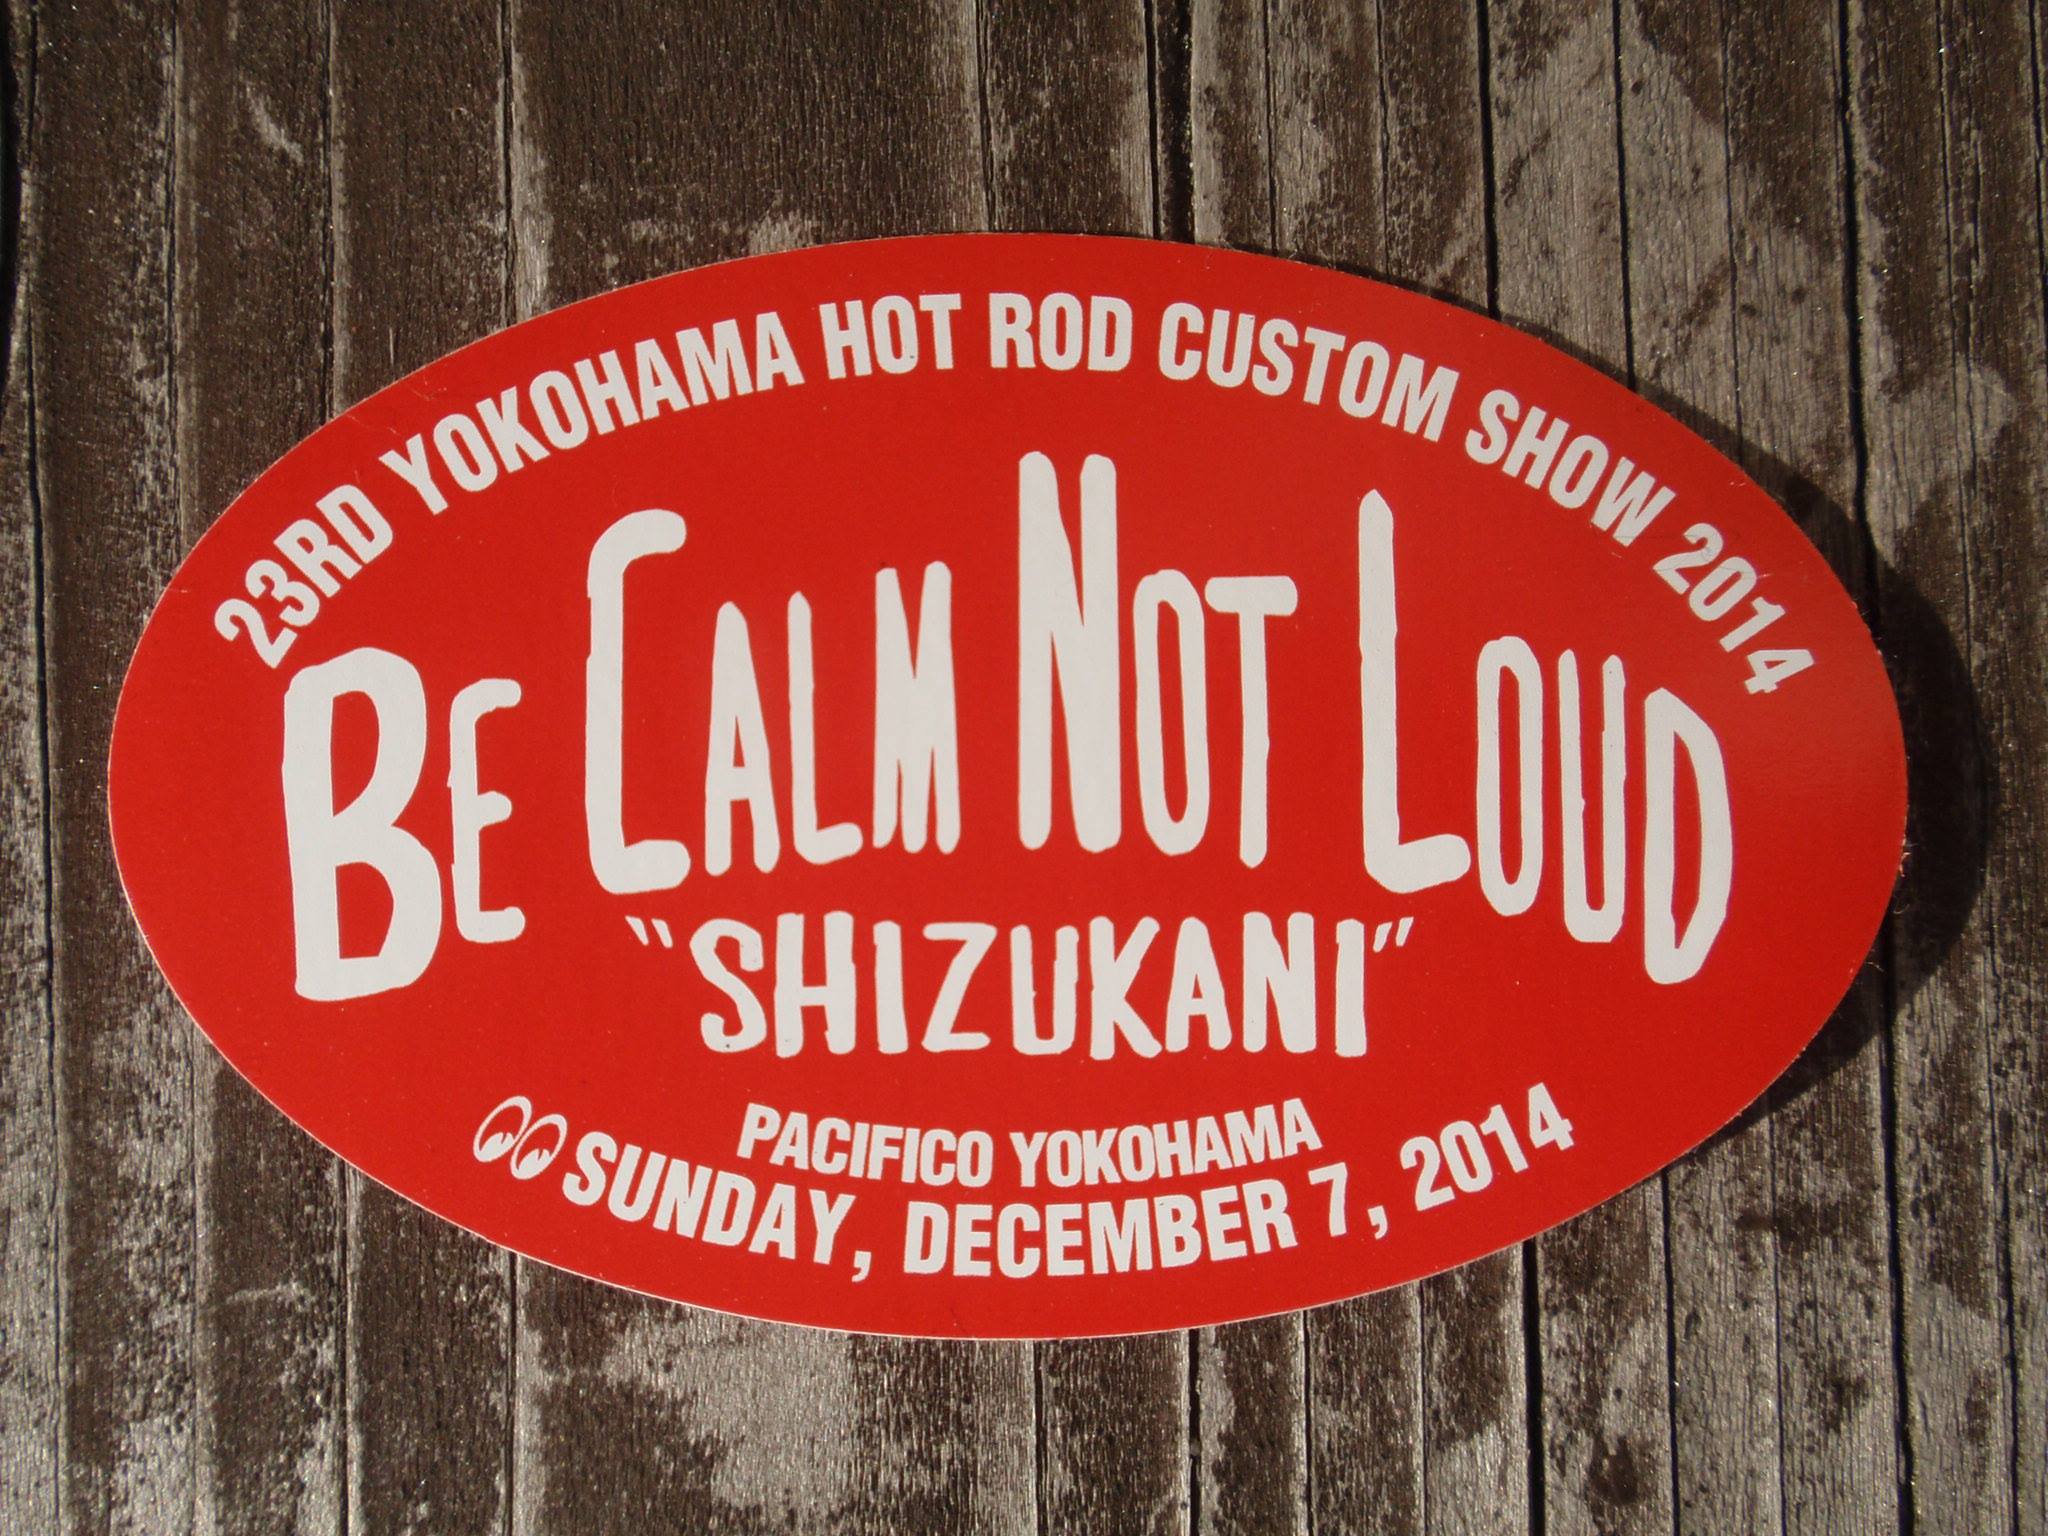 23RD YOKOHAMA HOT ROD CUSTOM SHOW 2014
BE CALM NOT LOUD
"SHIZUKANI"
PACIFICO YOKOHAMA
SUNDAY, DECEMBER 7, 2014